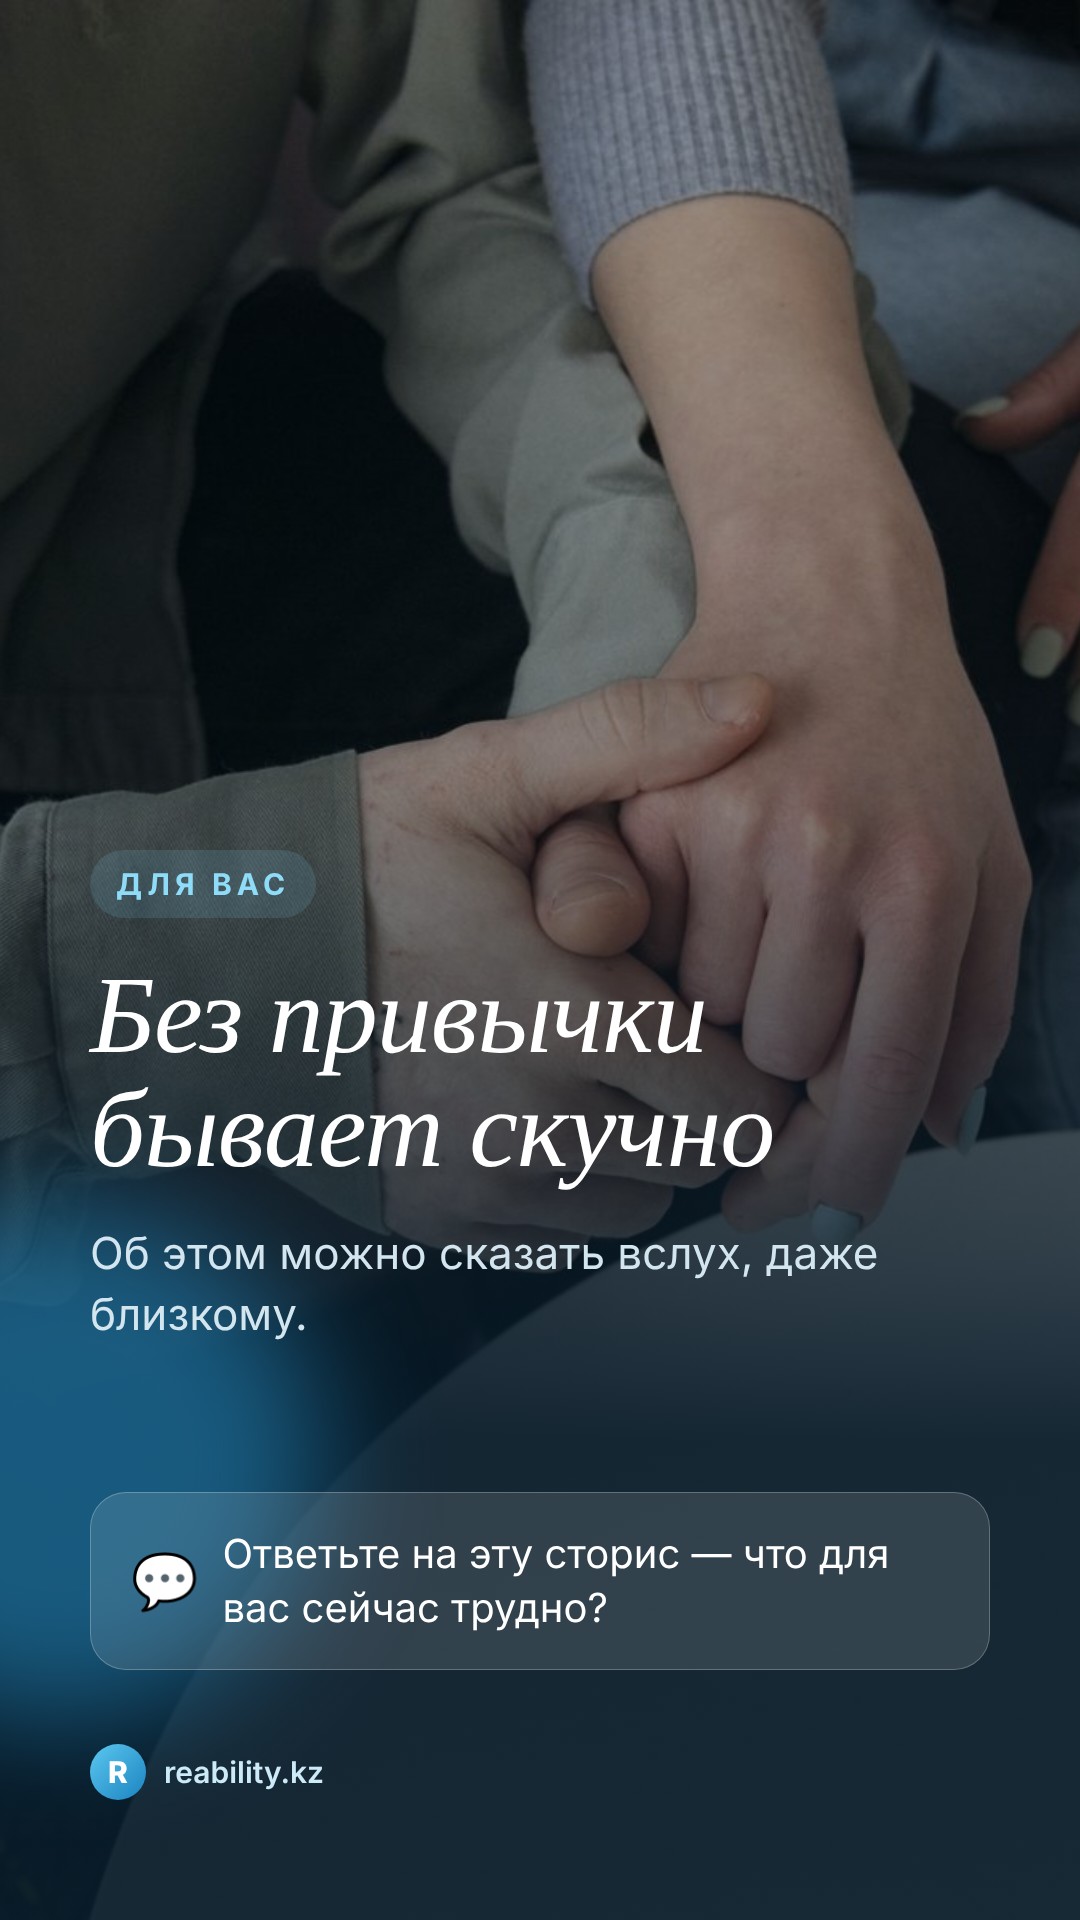 ДЛЯ ВАС
Без привычки
бывает скучно
Об этом можно сказать вслух, даже
близкому.
💬 Ответьте на эту сторис — что для
вас сейчас трудно?
R reability.kz